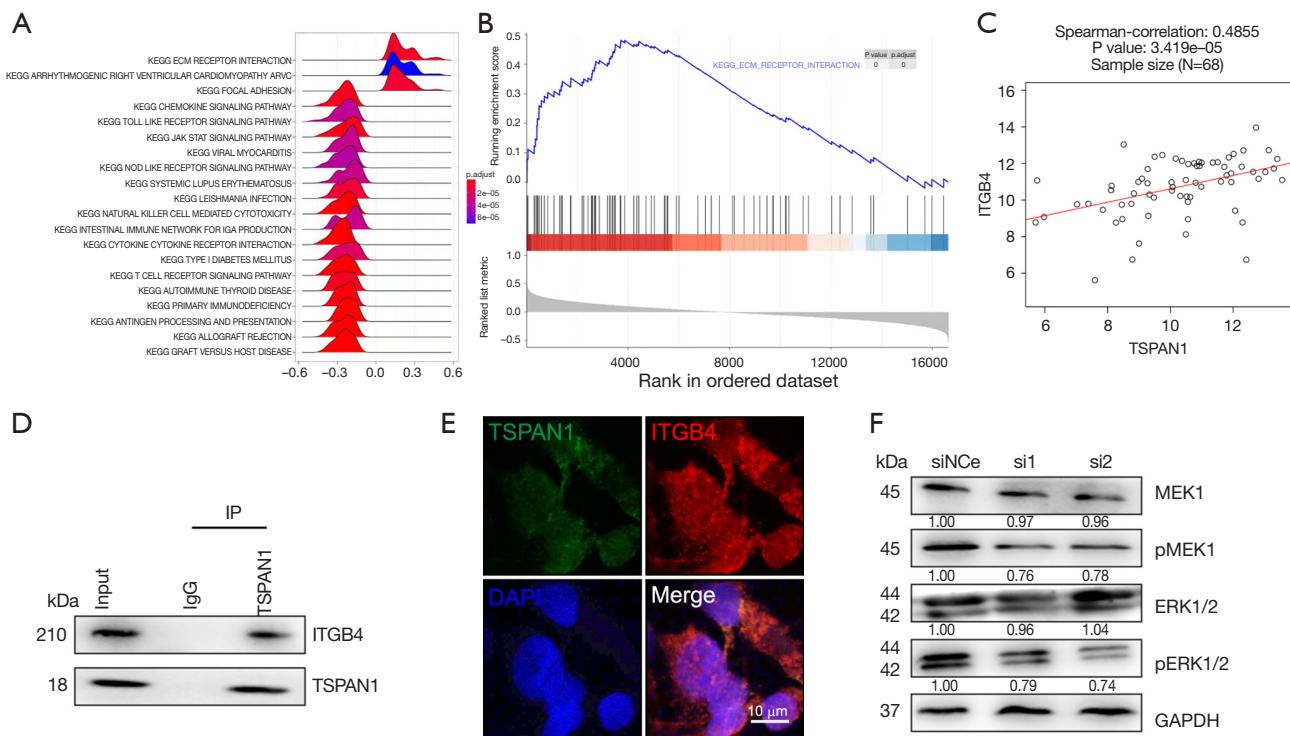 A
KEGG ECM RECEPTOR INTERACTION
KEGG ARRHYTHMOGENIC RIGHT VENTRICULAR CARDIOMYOPATHY ARVC
KEGG FOCAL ADHESION
KEGG CHEMOKINE SIGNALING PATHWAY
KEGG TOLL LIKE RECEPTOR SIGNALING PATHWAY
KEGG JAK STAT SIGNALING PATHWAY
KEGG VIRAL MYOCARDITIS
KEGG NOD LIKE RECEPTOR SIGNALING PATHWAY
KEGG SYSTEMIC LUPUS ERYTHEMATOSUS
KEGG LEISHMANIA INFECTION
KEGG NATURAL KILLER CELL MEDIATED CYTOTOXICITY
KEGG INTESTINAL IMMUNE NETWORK FOR IGA PRODUCTION
KEGG CYTOKINE CYTOKINE RECEPTOR INTERACTION
KEGG TYPE I DIABETES MELLITUS
KEGG T CELL RECEPTOR SIGNALING PATHWAY
KEGG AUTOIMMUNE THYROID DISEASE
KEGG PRIMARY IMMUNODEFICIENCY
KEGG ANTINGEN PROCESSING AND PRESENTATION
KEGG ALLOGRAFT REJECTION
KEGG GRAFT VERSUS HOST DISEASE
−0.6 −0.3 0.0 0.3 0.6
p.adjust
2e−05
4e−05
6e−05
B
Running enrichment score
0.5
0.4
0.3
0.2
0.1
0.0
KEGG_ECM_RECEPTOR_INTERACTION
P value p.adjust
0 0
Ranked list metric
1.0
0.5
0.0
−0.5
4000 8000 12000 16000
Rank in ordered dataset
C
Spearman-correlation: 0.4855
P value: 3.419e−05
Sample size (N=68)
ITGB4
16
14
12
10
8
6
6 8 10 12
TSPAN1
D
IP
kDa Input IgG TSPAN1
210 ITGB4
18 TSPAN1
E
TSPAN1 ITGB4
DAPI Merge
10 μm
F
kDa siNCe si1 si2
45 MEK1
1.00 0.97 0.96
45 pMEK1
1.00 0.76 0.78
44
42 ERK1/2
1.00 0.96 1.04
44
42 pERK1/2
1.00 0.79 0.74
37 GAPDH